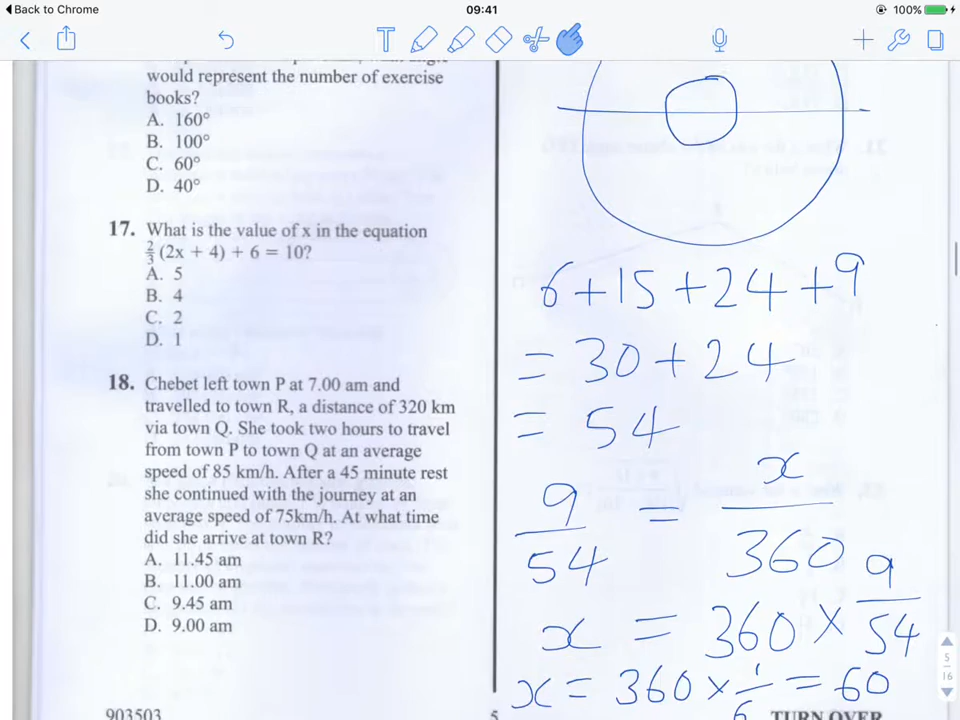 Back to Chrome
09:41
100%
T
would represent the number of exercise
books?
A. 160°
B. 100°
C. 60°
D. 40°
17. What is the value of x in the equation
2/3 (2x + 4) + 6 = 10?
A. 5
B. 4
C. 2
D. 1
18. Chebet left town P at 7.00 am and
travelled to town R, a distance of 320 km
via town Q. She took two hours to travel
from town P to town Q at an average
speed of 85 km/h. After a 45 minute rest
she continued with the journey at an
average speed of 75km/h. At what time
did she arrive at town R?
A. 11.45 am
B. 11.00 am
C. 9.45 am
D. 9.00 am
903503
5
TURN OVER
6+15+24+9
= 30+24
= 54
9/54 = x/360
x = 360 × 9/54
x = 360 × 1/6 = 60
5
16